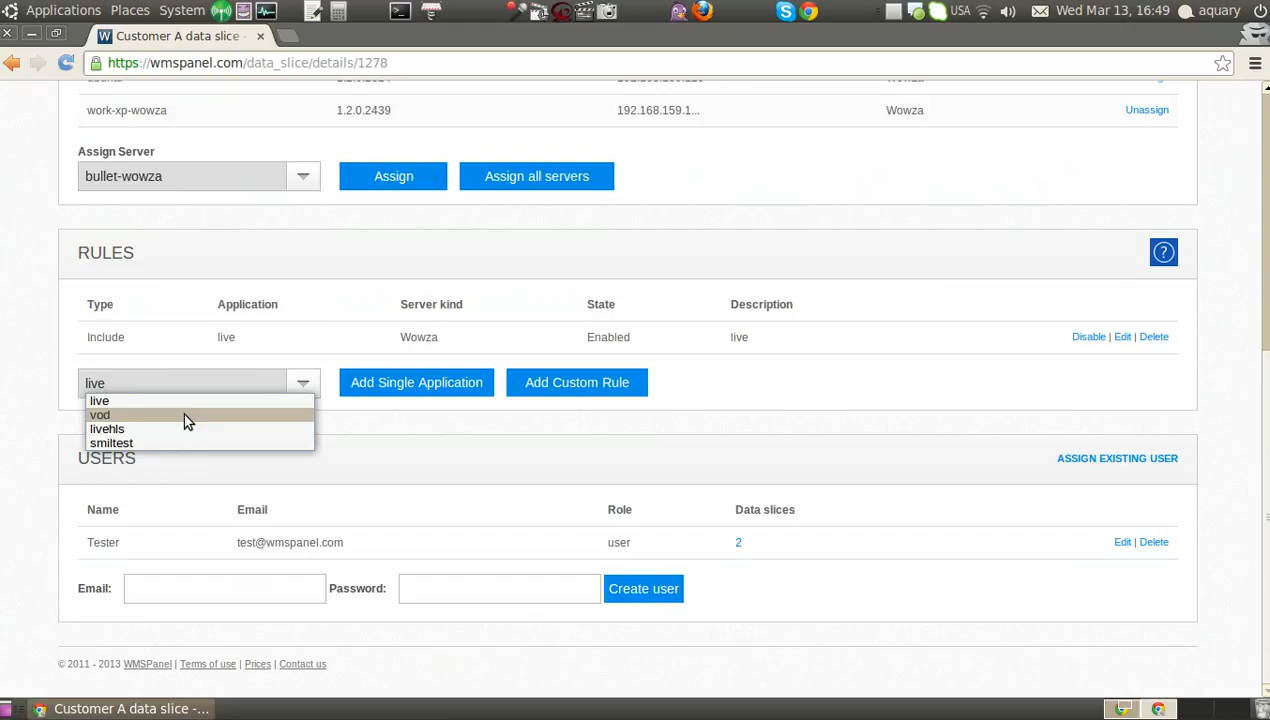 Applications Places System USA Wed Mar 13, 16:49 aquary
Customer A data slice -
https://wmspanel.com/data_slice/details/1278
work-xp-wowza 1.2.0.2439 192.168.159.1... Wowza Unassign
Assign Server
bullet-wowza Assign Assign all servers
RULES ?
Type Application Server kind State Description
Include live Wowza Enabled live Disable | Edit | Delete
live Add Single Application Add Custom Rule
live
vod
livehls
smiltest
USERS ASSIGN EXISTING USER
Name Email Role Data slices
Tester test@wmspanel.com user 2 Edit | Delete
Email: Password: Create user
© 2011 - 2013 WMSPanel | Terms of use | Prices | Contact us
Customer A data slice -...